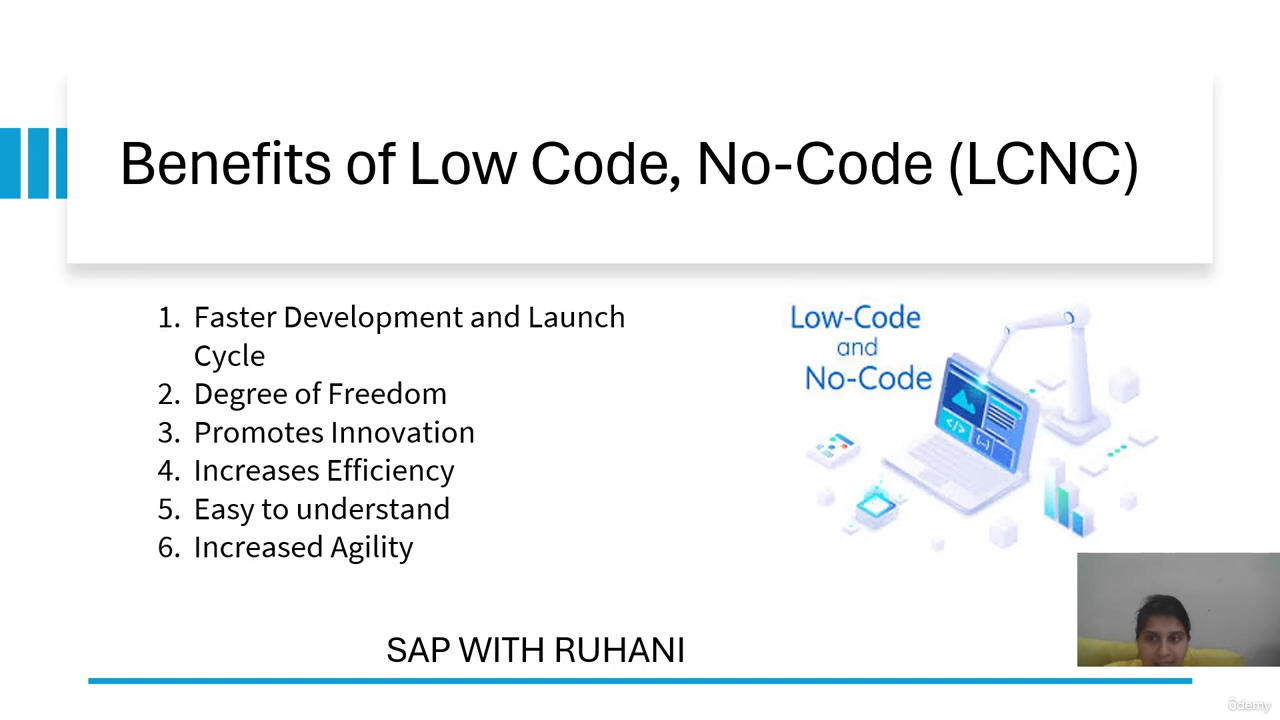 Benefits of Low Code, No-Code (LCNC)
1. Faster Development and Launch
Cycle
2. Degree of Freedom
3. Promotes Innovation
4. Increases Efficiency
5. Easy to understand
6. Increased Agility
Low-Code
and
No-Code
</>
{...}
SAP WITH RUHANI
ûdemy